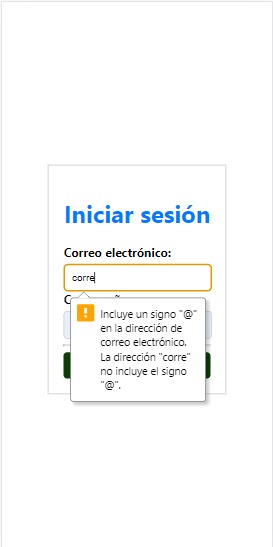 Iniciar sesión
Correo electrónico:
corre
Incluye un signo "@"
en la dirección de
correo electrónico.
La dirección "corre"
no incluye el signo
"@".